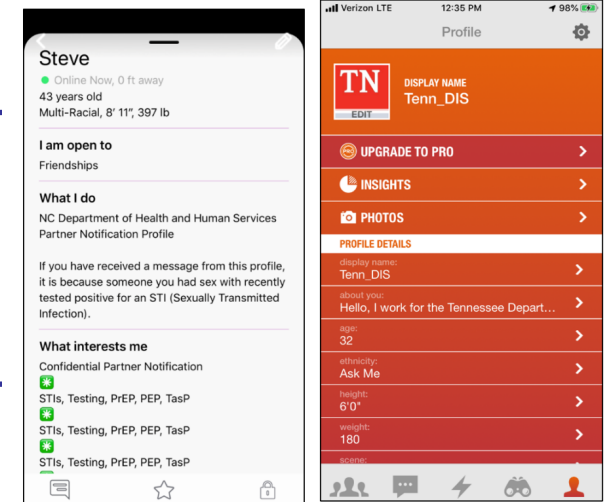 Steve
Online Now, 0 ft away
43 years old
Multi-Racial, 8' 11", 397 lb
I am open to
Friendships
What I do
NC Department of Health and Human Services
Partner Notification Profile
If you have received a message from this profile,
it is because someone you had sex with recently
tested positive for an STI (Sexually Transmitted
Infection).
What interests me
Confidential Partner Notification
STIs, Testing, PrEP, PEP, TasP
STIs, Testing, PrEP, PEP, TasP
STIs, Testing, PrEP, PEP, TasP
Verizon LTE 12:35 PM 98%
Profile
TN
EDIT
DISPLAY NAME
Tenn_DIS
PRO UPGRADE TO PRO
INSIGHTS
PHOTOS
PROFILE DETAILS
display name:
Tenn_DIS
about you:
Hello, I work for the Tennessee Depart...
age:
32
ethnicity:
Ask Me
height:
6'0"
weight:
180
scene: